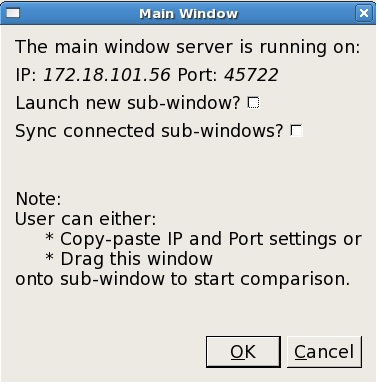 Main Window
The main window server is running on:
IP: 172.18.101.56 Port: 45722
Launch new sub-window?
Sync connected sub-windows?
Note:
User can either:
* Copy-paste IP and Port settings or
* Drag this window
onto sub-window to start comparison.
OK Cancel